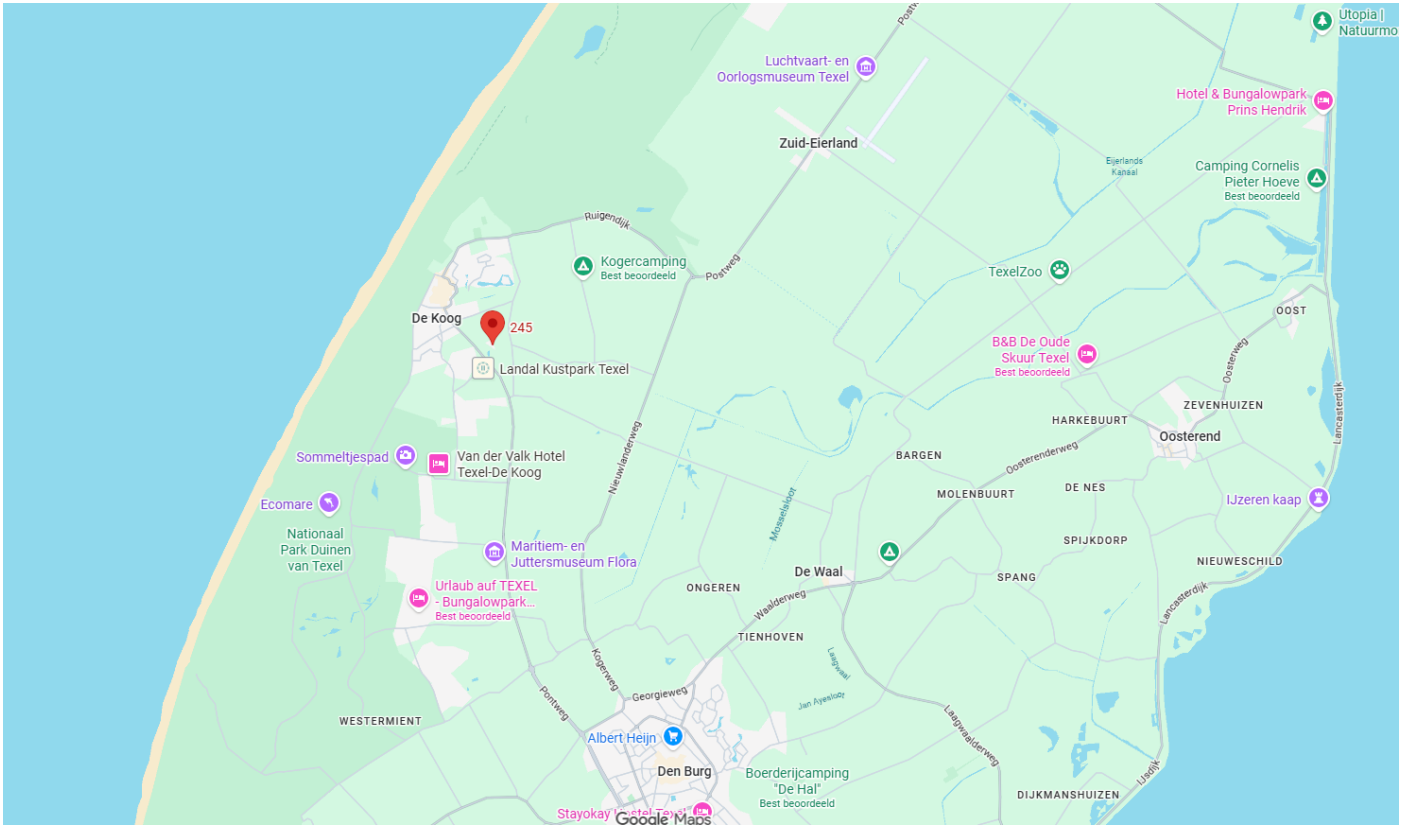 Utopia |
Natuurmo
Postw
Luchtvaart- en
Oorlogsmuseum Texel
Hotel & Bungalowpark
Prins Hendrik
Zuid-Eierland
Eijerlands
Kanaal
Camping Cornelis
Pieter Hoeve
Best beoordeeld
Ruigendijk
Kogercamping
Best beoordeeld
Postweg
TexelZoo
De Koog
245
OOST
B&B De Oude
Skuur Texel
Best beoordeeld
Oosterweg
Landal Kustpark Texel
Lancasterdijk
ZEVENHUIZEN
HARKEBUURT
Oosterend
Nieuwlanderweg
Sommeltjespad
Van der Valk Hotel
Texel-De Koog
BARGEN
Oosterenderweg
MOLENBUURT
DE NES
Ecomare
IJzeren kaap
Mosselsloot
Nationaal
Park Duinen
van Texel
SPIJKDORP
Maritiem- en
Juttersmuseum Flora
NIEUWESCHILD
De Waal
SPANG
ONGEREN
Urlaub auf TEXEL
- Bungalowpark...
Best beoordeeld
Waalderweg
Lancasterdijk
TIENHOVEN
Laagwaal
Kogerweg
Georgieweg
Pontweg
Jan Ayesloot
WESTERMIENT
Laagwaalderweg
Albert Heijn
Den Burg
Boerderijcamping
"De Hal"
Best beoordeeld
IJsdijk
DIJKMANSHUIZEN
Stayokay Hostel Texel
Google Maps